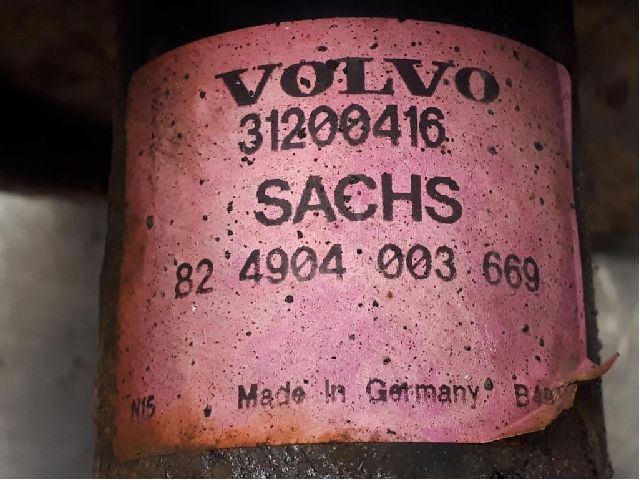 VOLVO
31200416
SACHS
82 4904 003 669
N15 Made In Germany